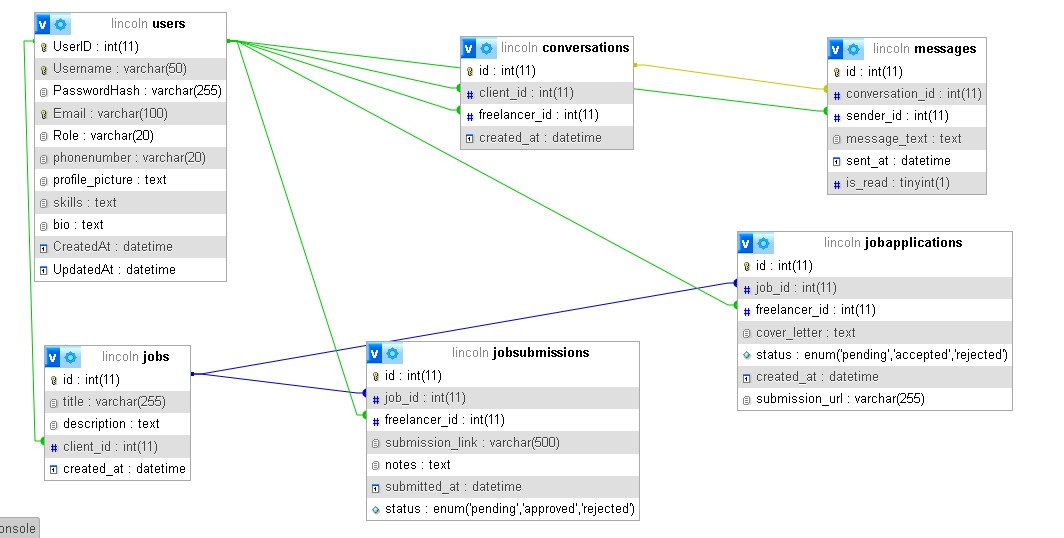 lincoln users
UserID : int(11)
Username : varchar(50)
PasswordHash : varchar(255)
Email : varchar(100)
Role : varchar(20)
phonenumber : varchar(20)
profile_picture : text
skills : text
bio : text
CreatedAt : datetime
UpdatedAt : datetime
lincoln conversations
id : int(11)
client_id : int(11)
freelancer_id : int(11)
created_at : datetime
lincoln messages
id : int(11)
conversation_id : int(11)
sender_id : int(11)
message_text : text
sent_at : datetime
is_read : tinyint(1)
lincoln jobapplications
id : int(11)
job_id : int(11)
freelancer_id : int(11)
cover_letter : text
status : enum('pending','accepted','rejected')
created_at : datetime
submission_url : varchar(255)
lincoln jobs
id : int(11)
title : varchar(255)
description : text
client_id : int(11)
created_at : datetime
lincoln jobsubmissions
id : int(11)
job_id : int(11)
freelancer_id : int(11)
submission_link : varchar(500)
notes : text
submitted_at : datetime
status : enum('pending','approved','rejected')
onsole